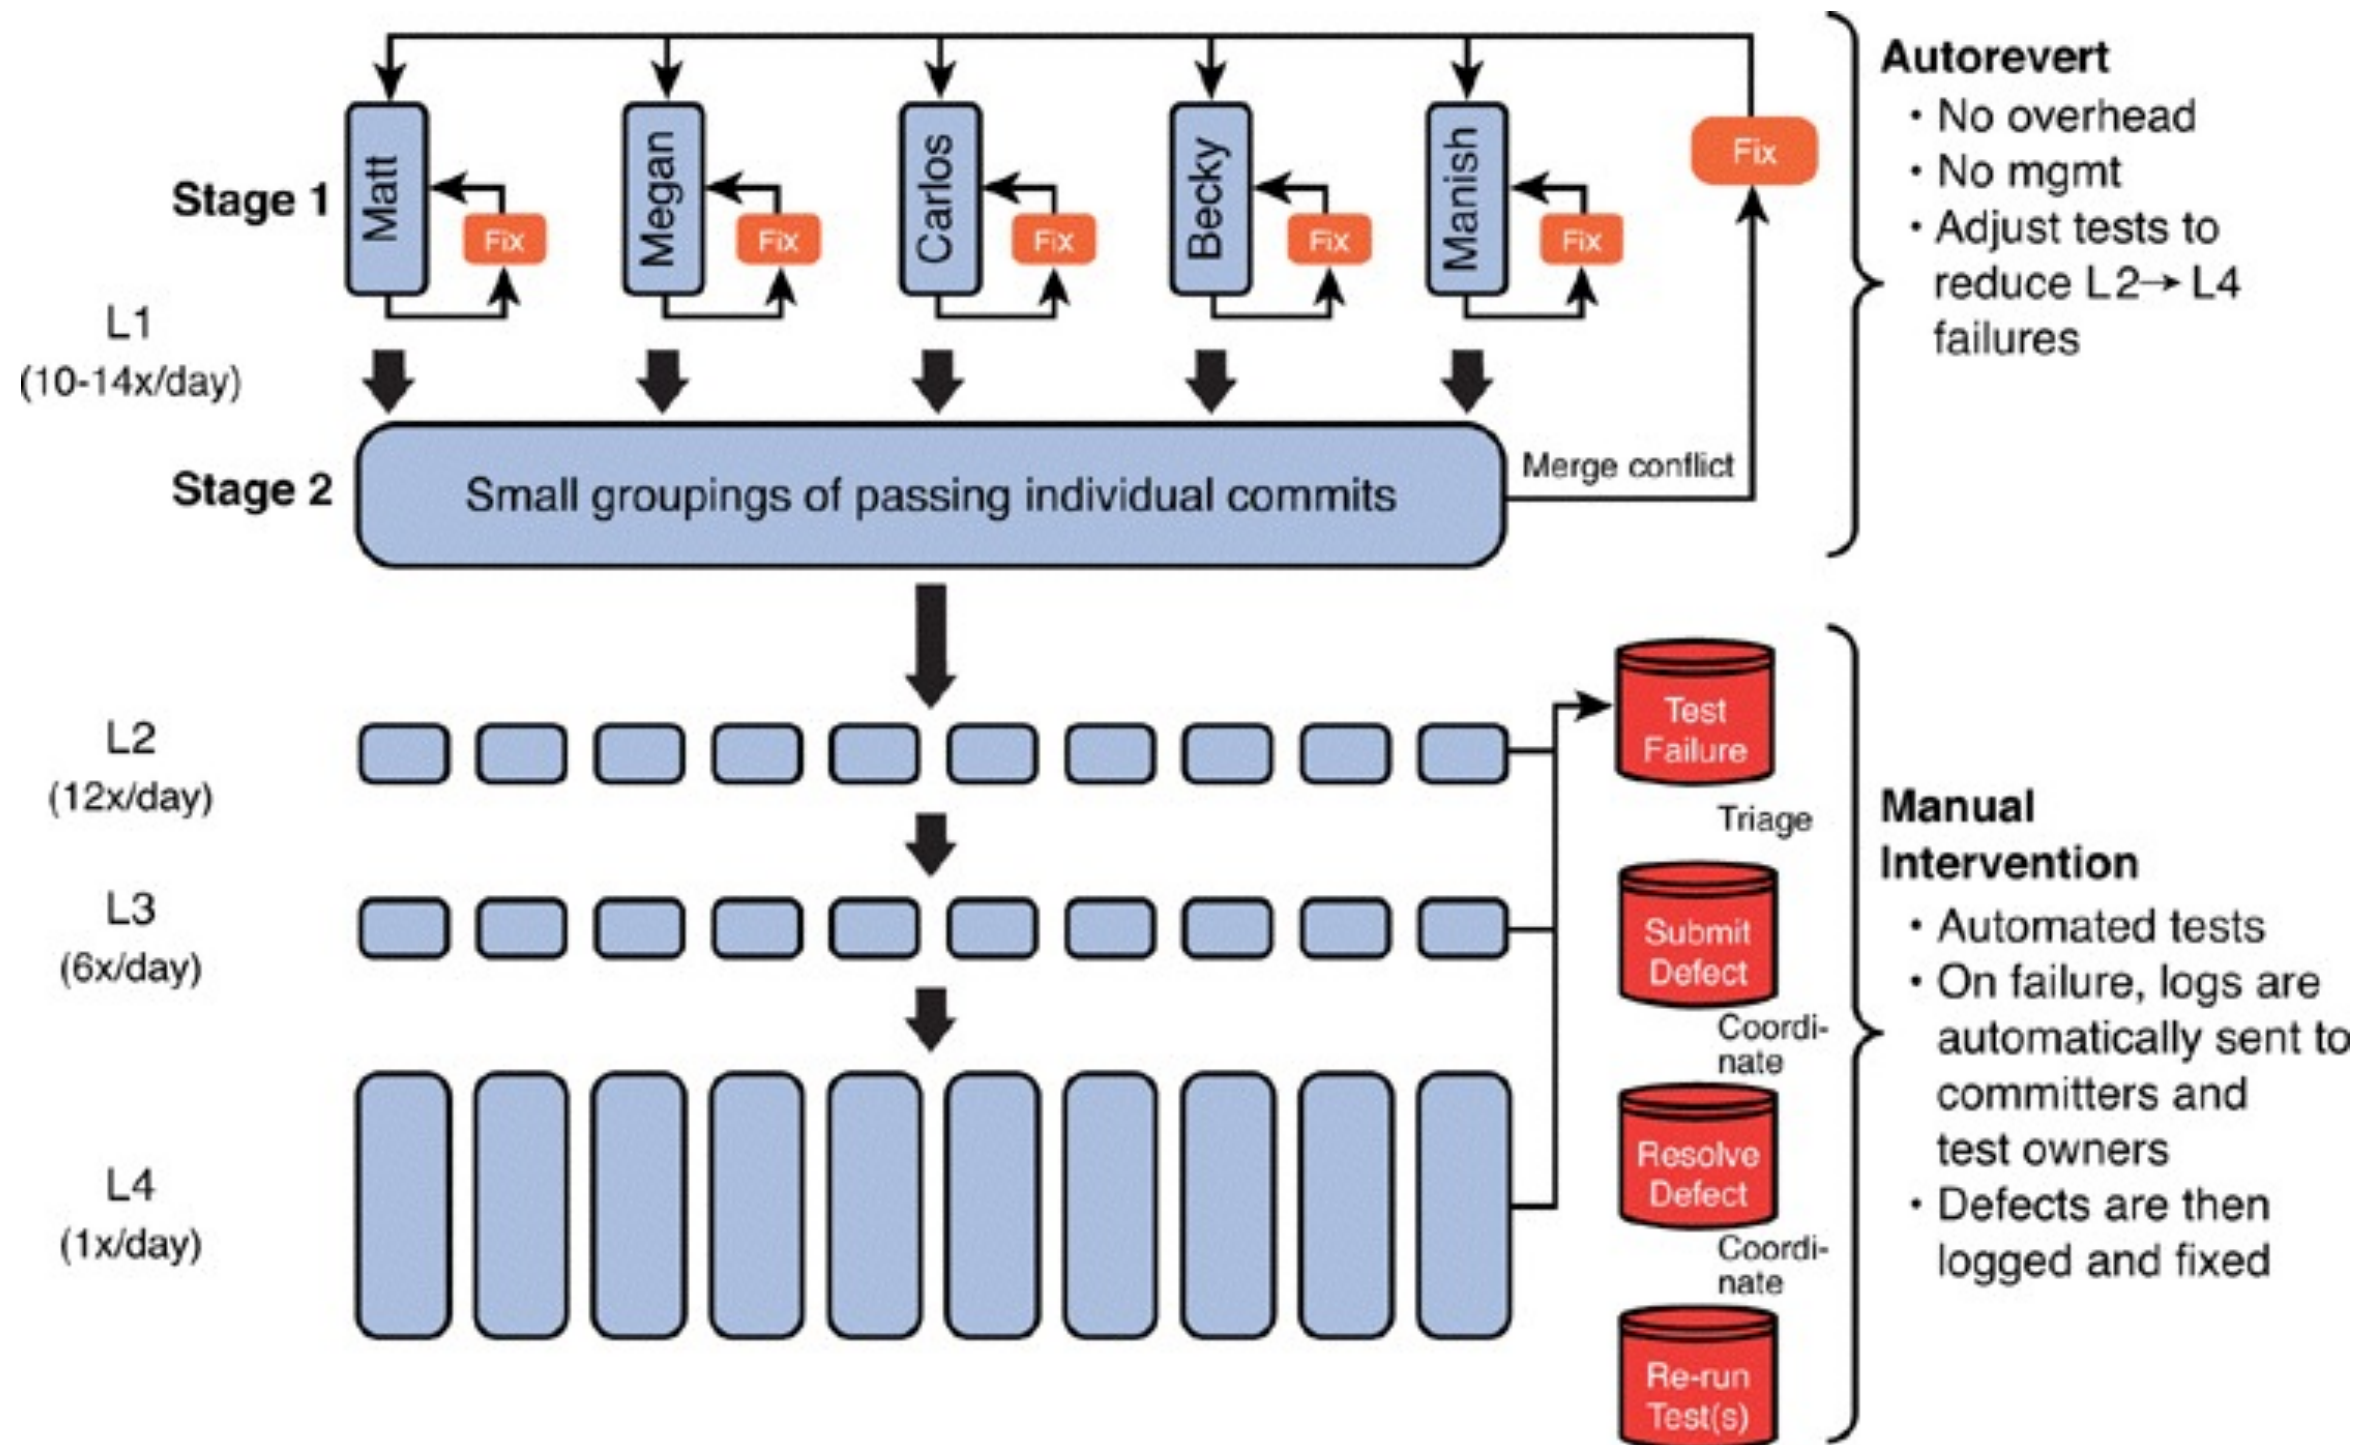 Autorevert
• No overhead
• No mgmt
• Adjust tests to
reduce L2→ L4
failures
Stage 1
Matt
Fix
Megan
Fix
Carlos
Fix
Becky
Fix
Manish
Fix
Fix
L1
(10-14x/day)
Stage 2
Small groupings of passing individual commits
Merge conflict
L2
(12x/day)
L3
(6x/day)
L4
(1x/day)
Test
Failure
Triage
Submit
Defect
Coordi-
nate
Resolve
Defect
Coordi-
nate
Re-run
Test(s)
Manual
Intervention
• Automated tests
• On failure, logs are
automatically sent to
committers and
test owners
• Defects are then
logged and fixed